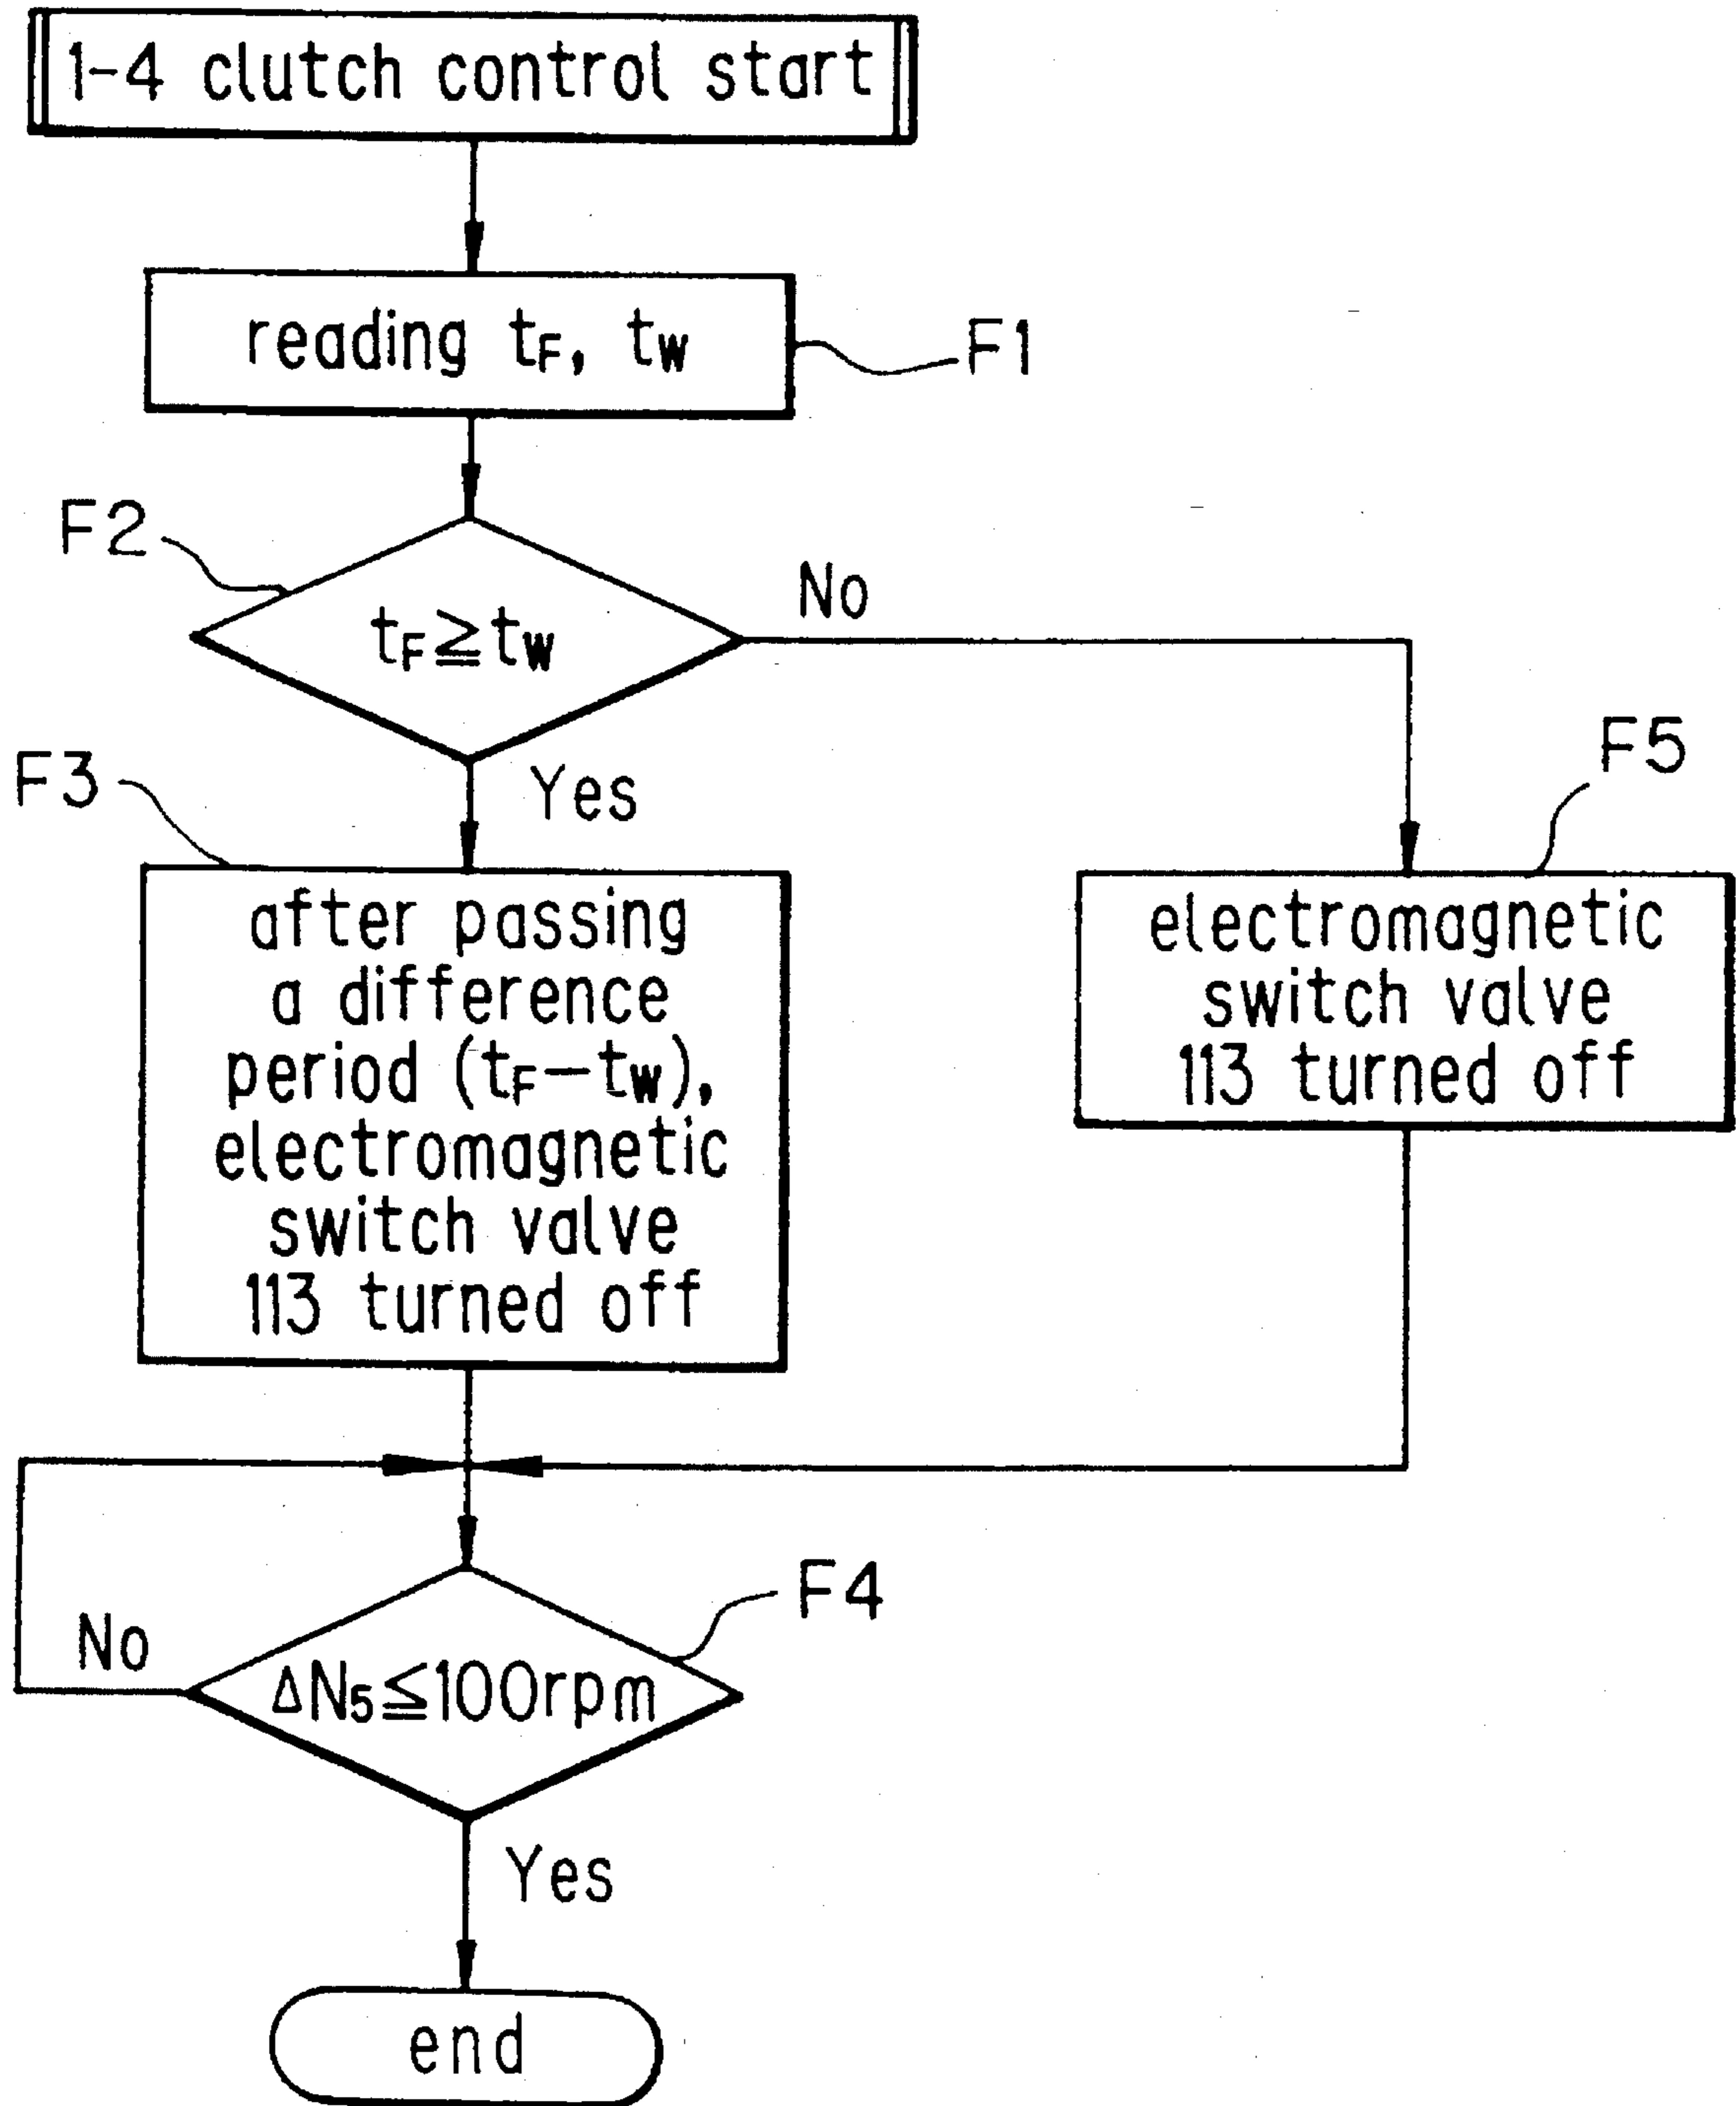 1-4 clutch control start
reading tF, tW
F1
F2
tF≧tW
No
Yes
F3
after passing
a difference
period (tF−tW),
electromagnetic
switch valve
113 turned off
F5
electromagnetic
switch valve
113 turned off
F4
No
ΔN5≦100rpm
Yes
end